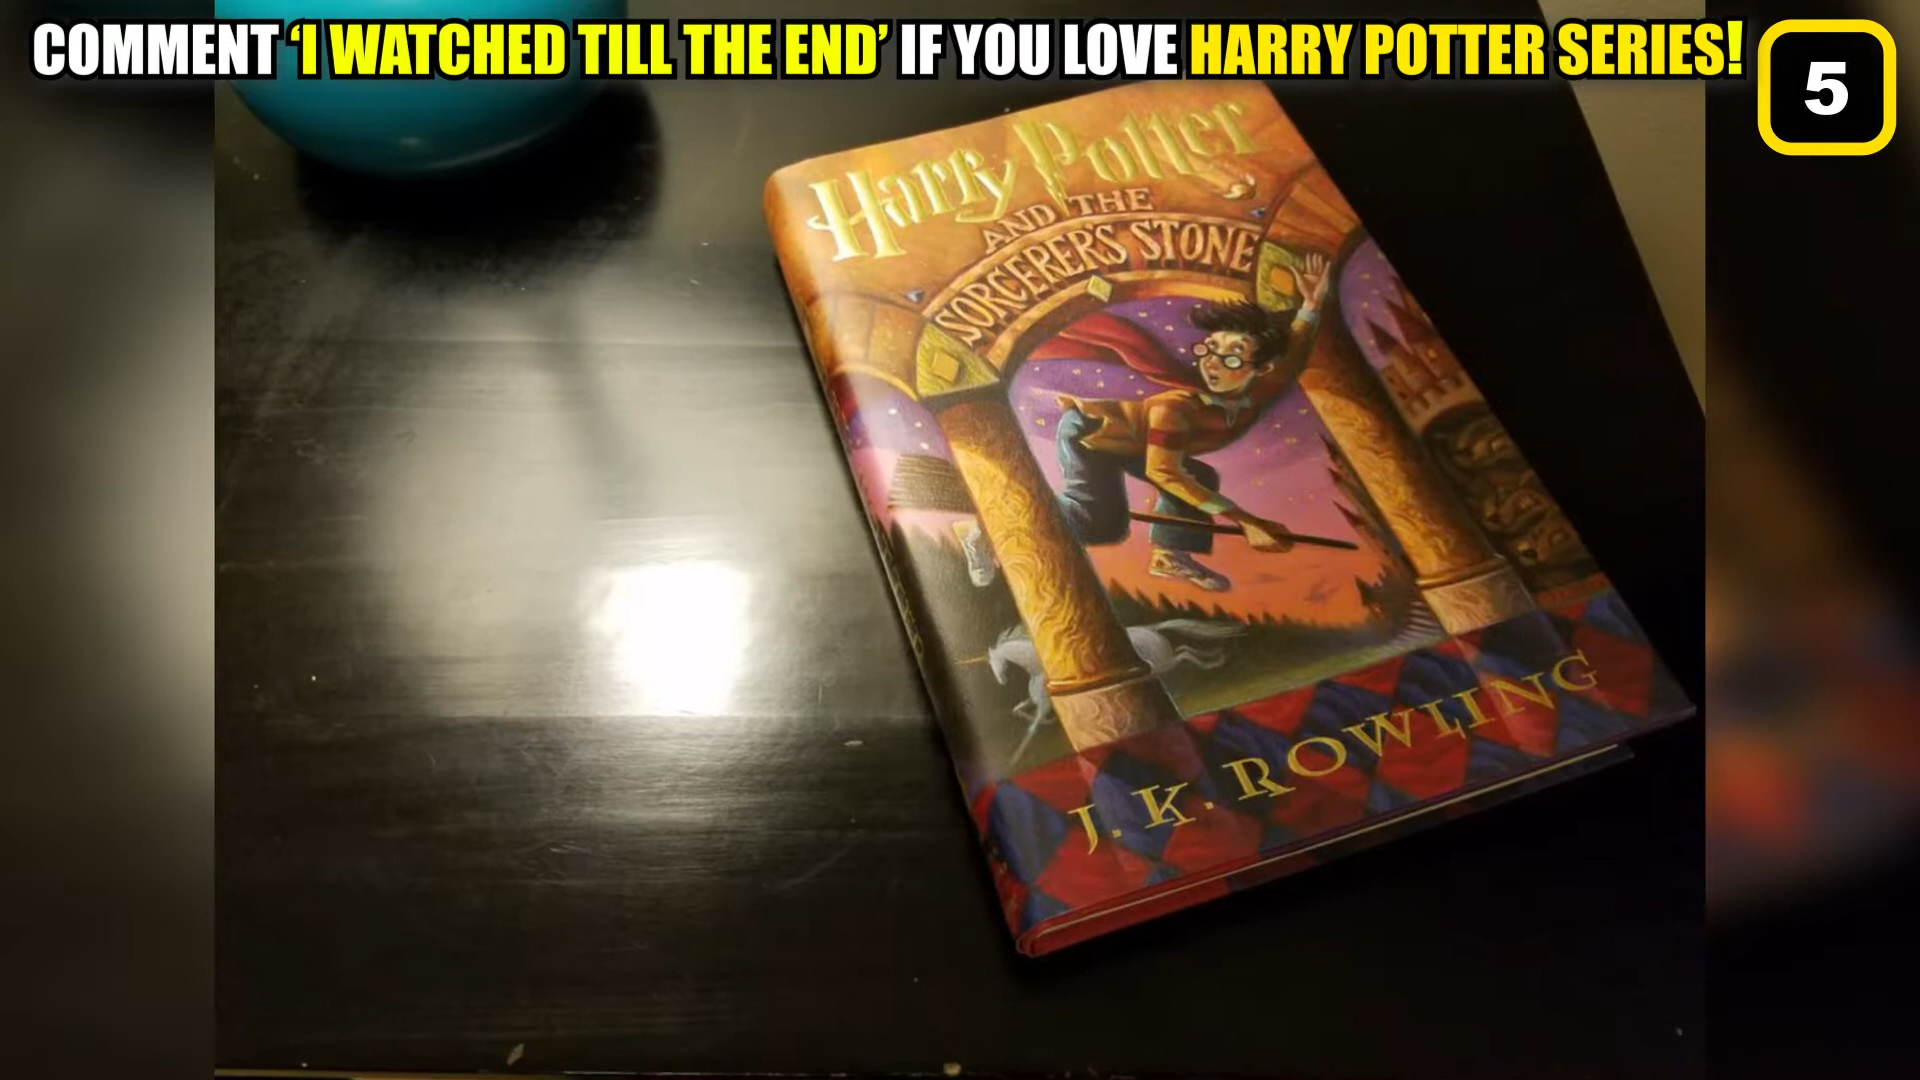 COMMENT ‘I WATCHED TILL THE END’ IF YOU LOVE HARRY POTTER SERIES!
5
Harry Potter
AND THE
SORCERER'S STONE
J. K. ROWLING